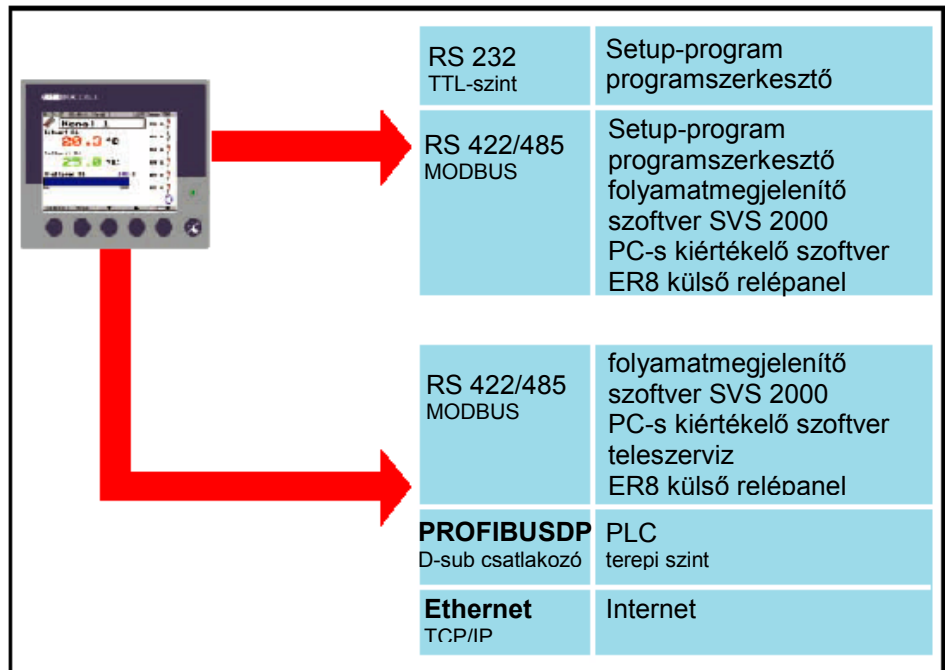 RS 232
TTL-szint
Setup-program
programszerkesztő
RS 422/485
MODBUS
Setup-program
programszerkesztő
folyamatmegjelenítő
szoftver SVS 2000
PC-s kiértékelő szoftver
ER8 külső relépanel
RS 422/485
MODBUS
folyamatmegjelenítő
szoftver SVS 2000
PC-s kiértékelő szoftver
teleszerviz
ER8 külső relépanel
PROFIBUSDP
D-sub csatlakozó
PLC
terepi szint
Ethernet
TCP/IP
Internet